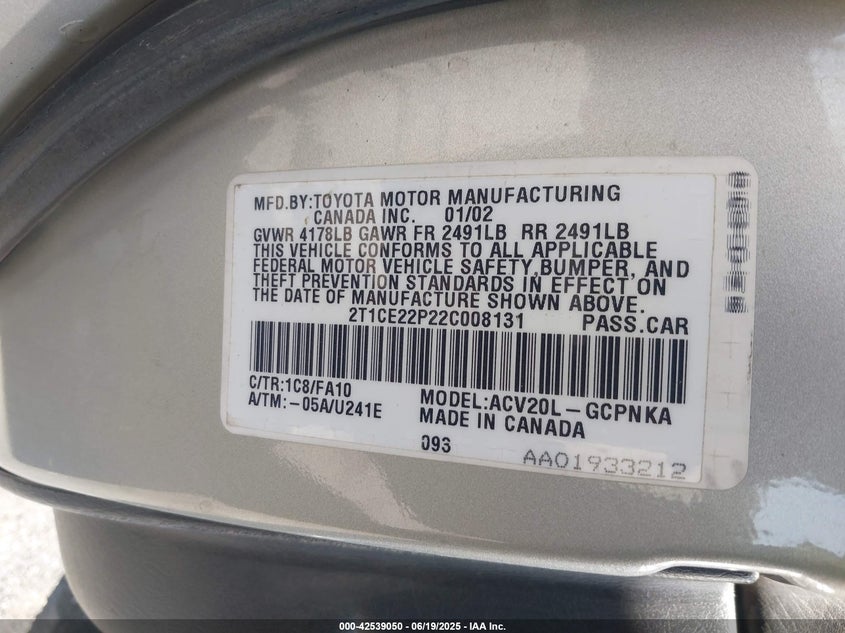 MFD.BY:TOYOTA MOTOR MANUFACTURING
CANADA INC. 01/02
GVWR 4178LB GAWR FR 2491LB RR 2491LB
THIS VEHICLE CONFORMS TO ALL APPLICABLE
FEDERAL MOTOR VEHICLE SAFETY,BUMPER, AND
THEFT PREVENTION STANDARDS IN EFFECT ON
THE DATE OF MANUFACTURE SHOWN ABOVE.
2T1CE22P22C008131 PASS.CAR
C/TR:1C8/FA10
A/TM:-05A/U241E
MODEL:ACV20L-GCPNKA
MADE IN CANADA
093
AA01933212
000-42539050 - 06/19/2025 - IAA Inc.